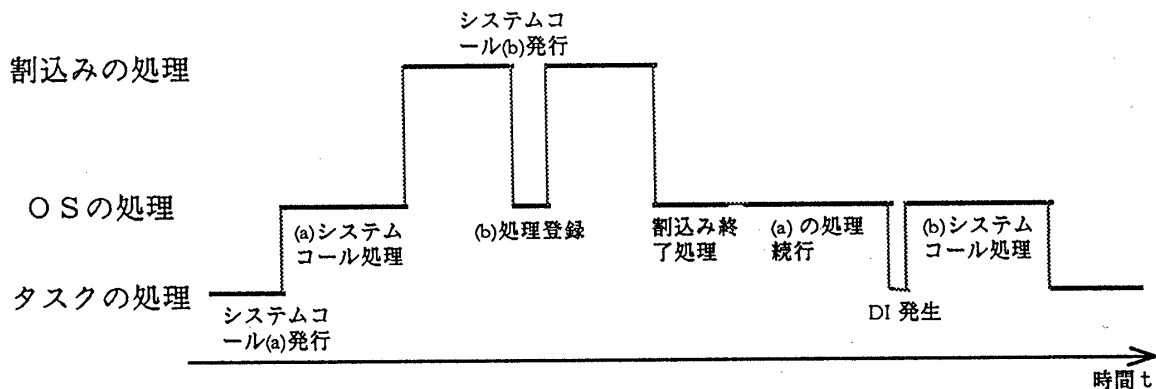 システムコ
ール(b)発行
割込みの処理
OSの処理
(a)システム
コール処理
(b)処理登録
割込み終
了処理
(a) の処理
続行
(b)システム
コール処理
タスクの処理
システムコ
ール(a)発行
DI 発生
時間 t